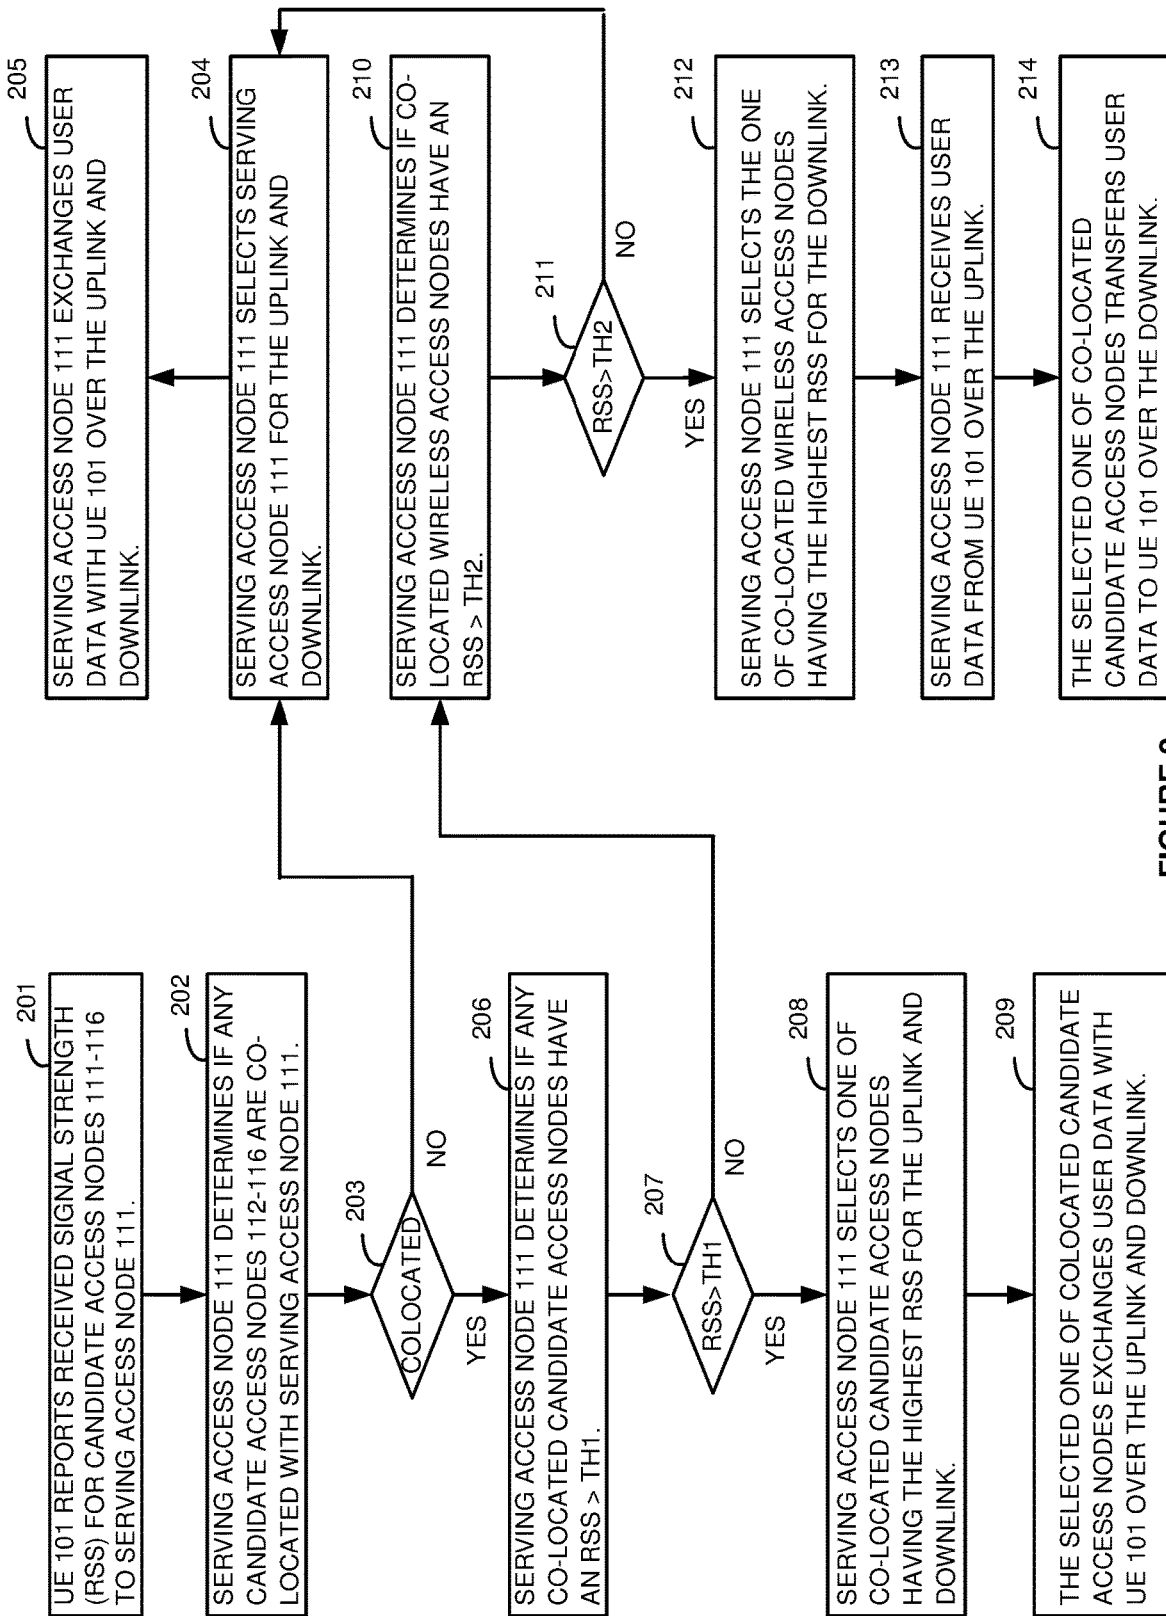 201
UE 101 REPORTS RECEIVED SIGNAL STRENGTH
(RSS) FOR CANDIDATE ACCESS NODES 111-116
TO SERVING ACCESS NODE 111.
202
SERVING ACCESS NODE 111 DETERMINES IF ANY
CANDIDATE ACCESS NODES 112-116 ARE CO-
LOCATED WITH SERVING ACCESS NODE 111.
203
COLOCATED
NO
YES
206
SERVING ACCESS NODE 111 DETERMINES IF ANY
CO-LOCATED CANDIDATE ACCESS NODES HAVE
AN RSS > TH1.
207
RSS>TH1
NO
YES
208
SERVING ACCESS NODE 111 SELECTS ONE OF
CO-LOCATED CANDIDATE ACCESS NODES
HAVING THE HIGHEST RSS FOR THE UPLINK AND
DOWNLINK.
209
THE SELECTED ONE OF COLOCATED CANDIDATE
ACCESS NODES EXCHANGES USER DATA WITH
UE 101 OVER THE UPLINK AND DOWNLINK.
205
SERVING ACCESS NODE 111 EXCHANGES USER
DATA WITH UE 101 OVER THE UPLINK AND
DOWNLINK.
204
SERVING ACCESS NODE 111 SELECTS SERVING
ACCESS NODE 111 FOR THE UPLINK AND
DOWNLINK.
210
SERVING ACCESS NODE 111 DETERMINES IF CO-
LOCATED WIRELESS ACCESS NODES HAVE AN
RSS > TH2.
211
RSS>TH2
NO
YES
212
SERVING ACCESS NODE 111 SELECTS THE ONE
OF CO-LOCATED WIRELESS ACCESS NODES
HAVING THE HIGHEST RSS FOR THE DOWNLINK.
213
SERVING ACCESS NODE 111 RECEIVES USER
DATA FROM UE 101 OVER THE UPLINK.
214
THE SELECTED ONE OF CO-LOCATED
CANDIDATE ACCESS NODES TRANSFERS USER
DATA TO UE 101 OVER THE DOWNLINK.
FIGURE